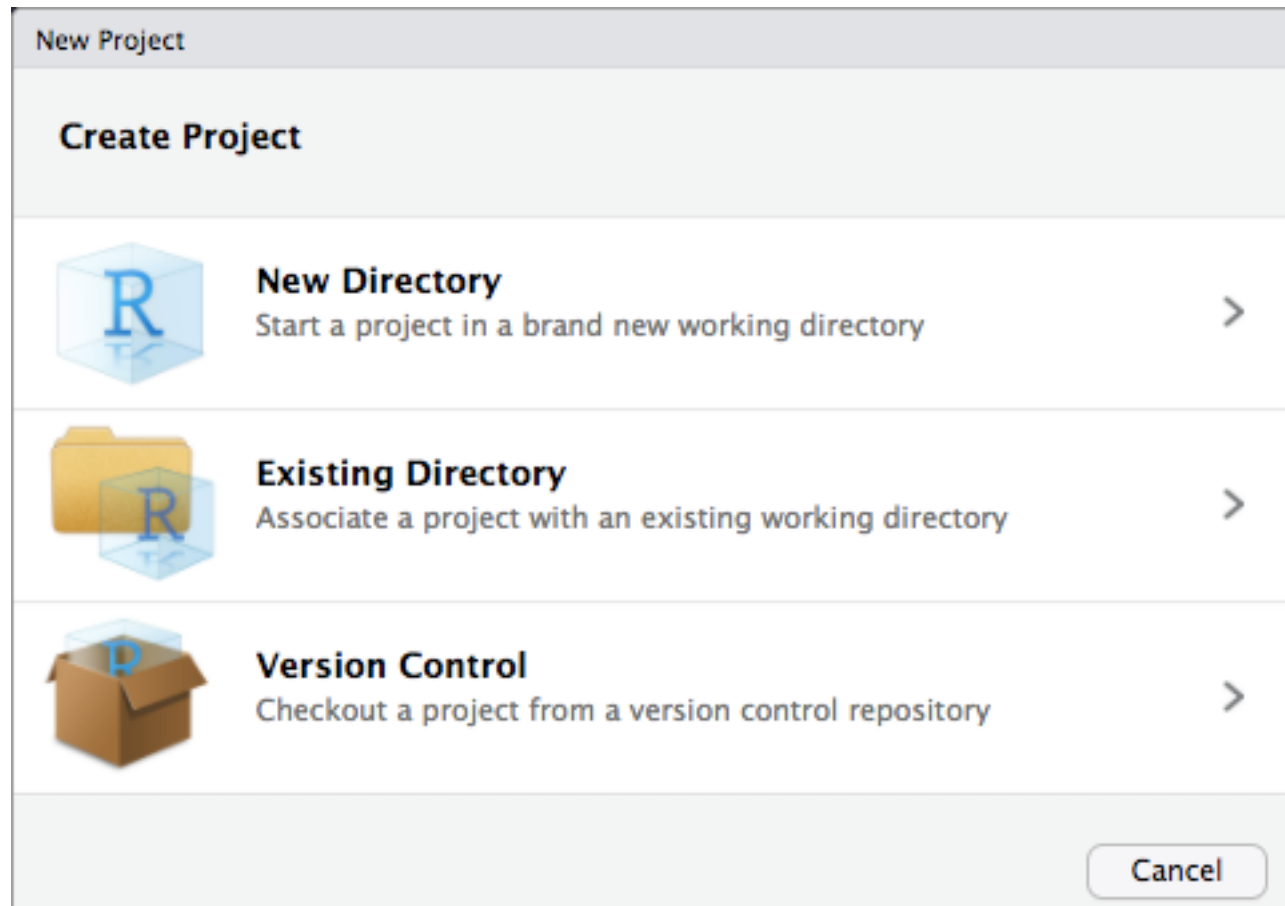 New Project
Create Project
R
New Directory
Start a project in a brand new working directory
R
Existing Directory
Associate a project with an existing working directory
R
Version Control
Checkout a project from a version control repository
Cancel